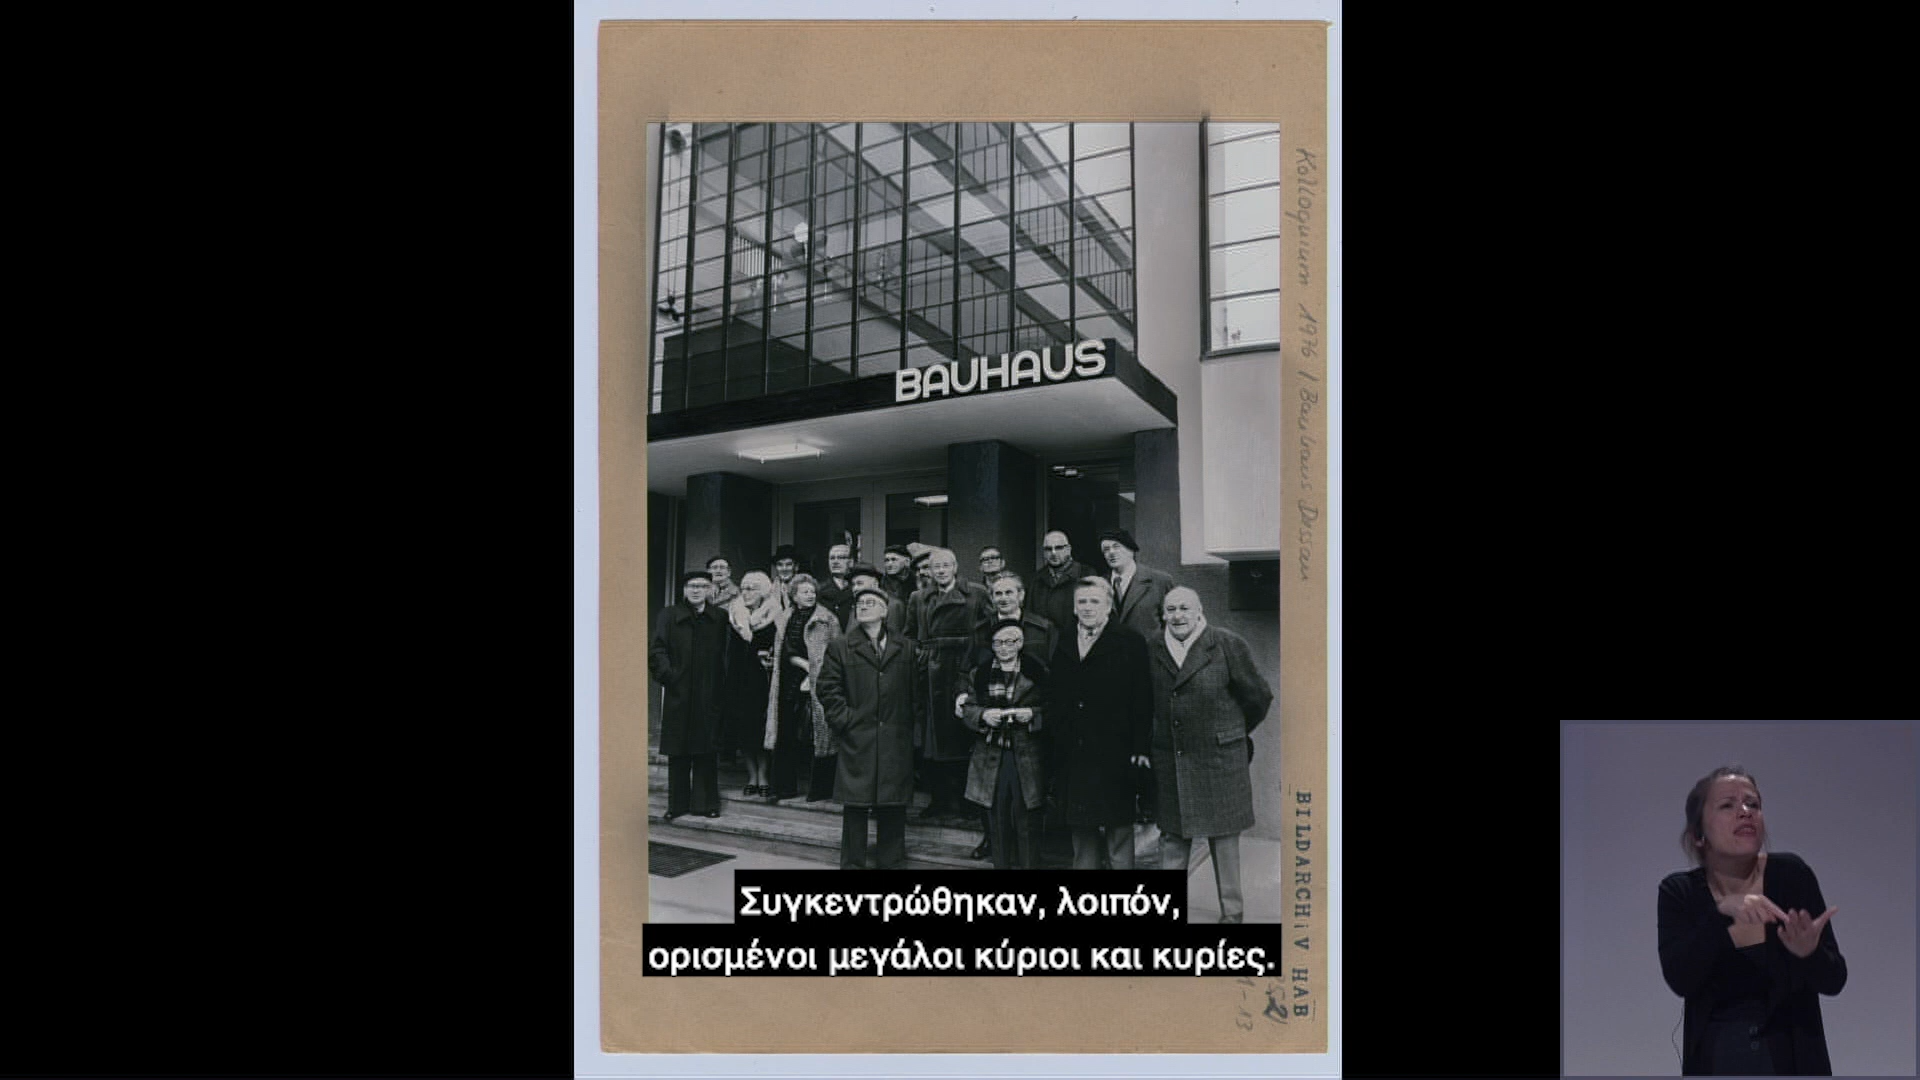 BAUHAUS
Kolloquium 1976 / Bauhaus Dessau
BILDARCHIV HAB
Συγκεντρώθηκαν, λοιπόν,
ορισμένοι μεγάλοι κύριοι και κυρίες.